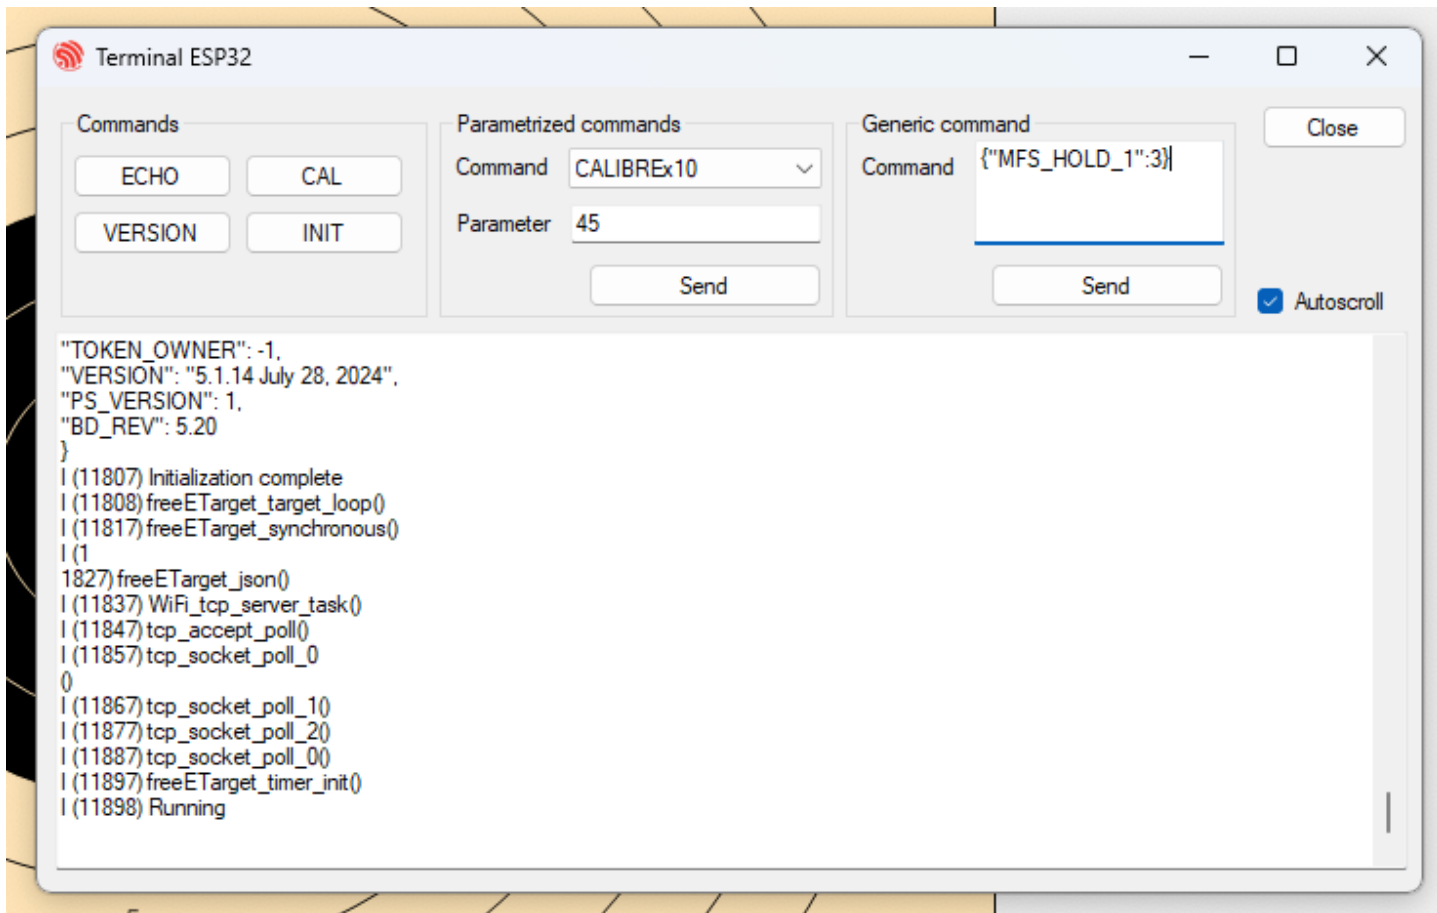 Terminal ESP32
Commands
ECHO
CAL
VERSION
INIT
Parametrized commands
Command
CALIBREx10
Parameter
45
Send
Generic command
Command
{"MFS_HOLD_1":3}
Send
Close
Autoscroll
"TOKEN_OWNER": -1,
"VERSION": "5.1.14 July 28, 2024",
"PS_VERSION": 1,
"BD_REV": 5.20
}
I (11807) Initialization complete
I (11808) freeETarget_target_loop()
I (11817) freeETarget_synchronous()
I (1
1827) freeETarget_json()
I (11837) WiFi_tcp_server_task()
I (11847) tcp_accept_poll()
I (11857) tcp_socket_poll_0
()
I (11867) tcp_socket_poll_1()
I (11877) tcp_socket_poll_2()
I (11887) tcp_socket_poll_0()
I (11897) freeETarget_timer_init()
I (11898) Running